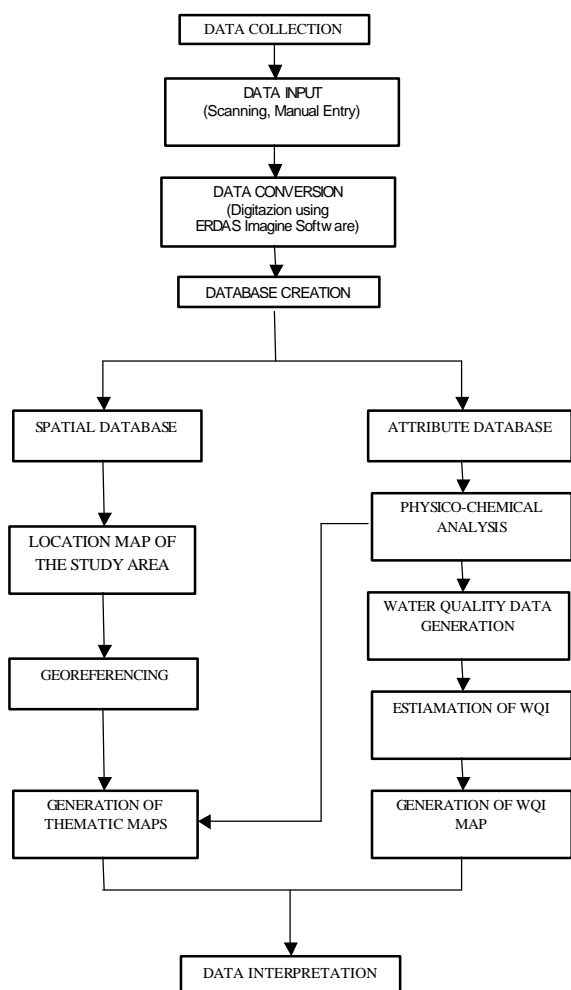 DATA COLLECTION
DATA INPUT
(Scanning, Manual Entry)
DATA CONVERSION
(Digitazion using
ERDAS Imagine Software)
DATABASE CREATION
SPATIAL DATABASE
ATTRIBUTE DATABASE
LOCATION MAP OF
THE STUDY AREA
PHYSICO-CHEMICAL
ANALYSIS
WATER QUALITY DATA
GENERATION
GEOREFERENCING
ESTIAMATION OF WQI
GENERATION OF
THEMATIC MAPS
GENERATION OF WQI
MAP
DATA INTERPRETATION